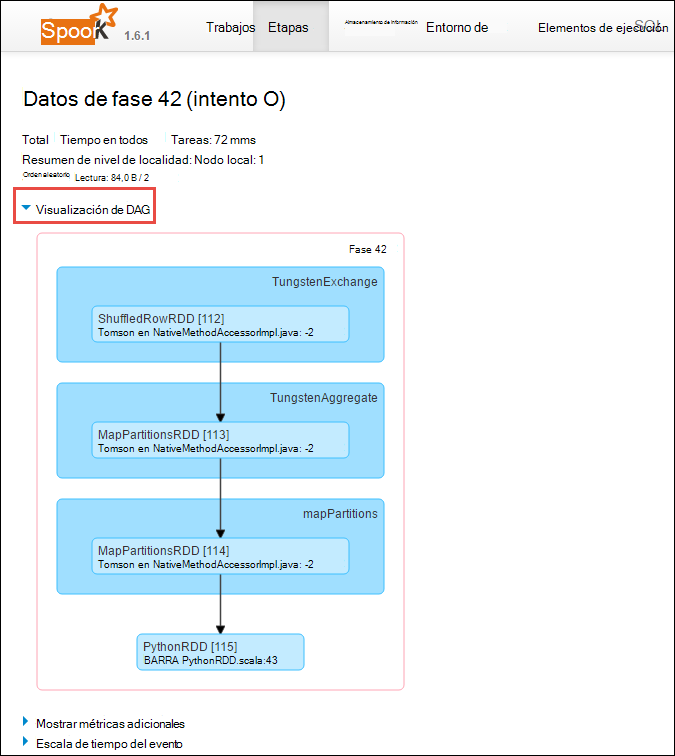 Spook 1.6.1
Trabajos Etapas Almacenamiento de información Entorno de Elementos de ejecución SQL
Datos de fase 42 (intento O)
Total Tiempo en todos Tareas: 72 mms
Resumen de nivel de localidad: Nodo local: 1
Orden aleatorio Lectura: 84,0 B / 2
Visualización de DAG
Fase 42
TungstenExchange
ShuffledRowRDD [112]
Tomson en NativeMethodAccessorImpl.java: -2
TungstenAggregate
MapPartitionsRDD [113]
Tomson en NativeMethodAccessorImpl.java: -2
mapPartitions
MapPartitionsRDD [114]
Tomson en NativeMethodAccessorImpl.java: -2
PythonRDD [115]
BARRA PythonRDD.scala:43
Mostrar métricas adicionales
Escala de tiempo del evento